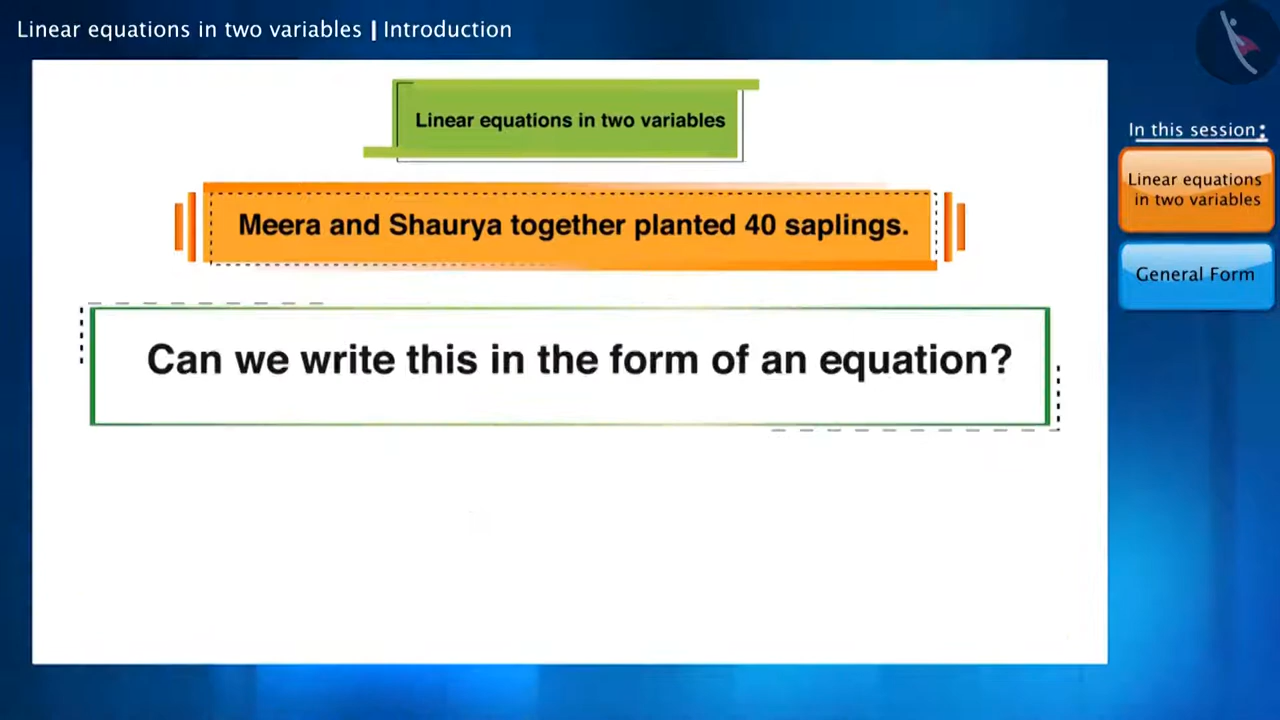 Linear equations in two variables | Introduction
Linear equations in two variables
Meera and Shaurya together planted 40 saplings.
Can we write this in the form of an equation?
In this session :
Linear equations
in two variables
General Form